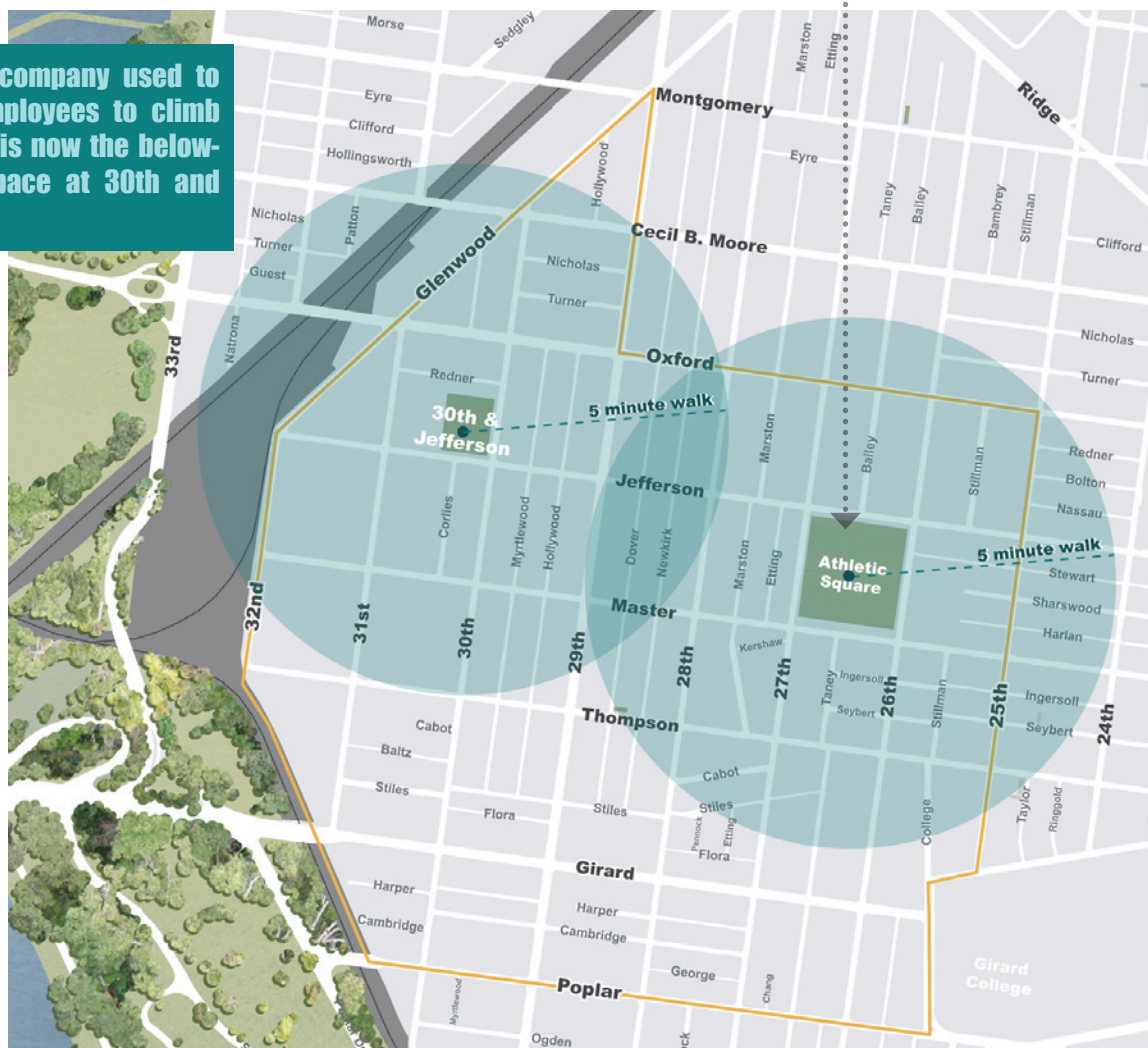 company used to
mployees to climb
is now the below-
pace at 30th and
Morse
Sedgley
Marston
Etting
Ridge
Eyre
Clifford
Hollingsworth
Montgomery
Eyre
Hollywood
Taney
Bailey
Bambrey
Stillman
Nicholas
Patton
Turner
Guest
Glenwood
Cecil B. Moore
Clifford
Nicholas
Turner
33rd
Natrona
Oxford
Nicholas
Turner
Redner
30th &
Jefferson
5 minute walk
Marston
Bailey
Stillman
Redner
Bolton
Nassau
Jefferson
Corlies
Myrtlewood
Hollywood
Dover
Newkirk
Marston
Etting
Athletic
Square
5 minute walk
Stewart
Sharswood
Harlan
32nd
31st
30th
29th
Master
28th
Kershaw
27th
Taney
Ingersoll
Seybert
26th
Stillman
25th
Ingersoll
Seybert
24th
Thompson
Cabot
Baltz
Stiles
Flora
Stiles
Cabot
Stiles
Pennock
Etting
Flora
College
Taylor
Ringgold
Girard
Harper
Cambridge
Harper
Cambridge
George
Chang
Girard
College
Poplar
Myrtlewood
Ogden
ck